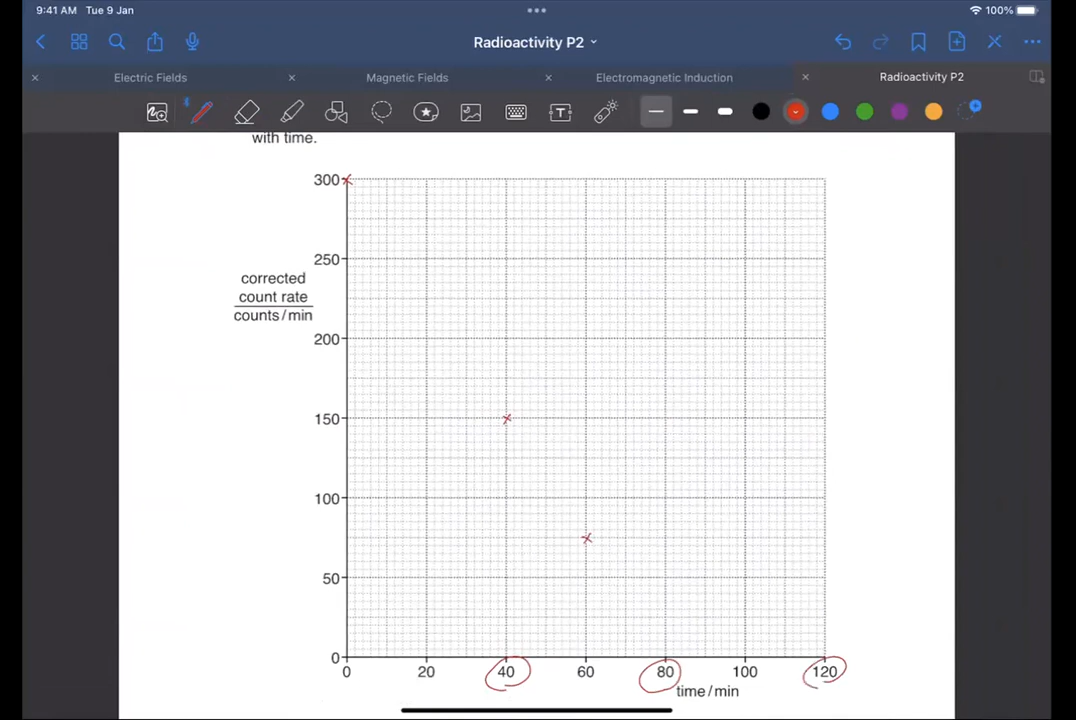 9:41 AM Tue 9 Jan
100%
Radioactivity P2
Electric Fields
Magnetic Fields
Electromagnetic Induction
Radioactivity P2
with time.
300
250
corrected
count rate
counts / min
200
150
100
50
0
0 20 40 60 80 100 120
time / min